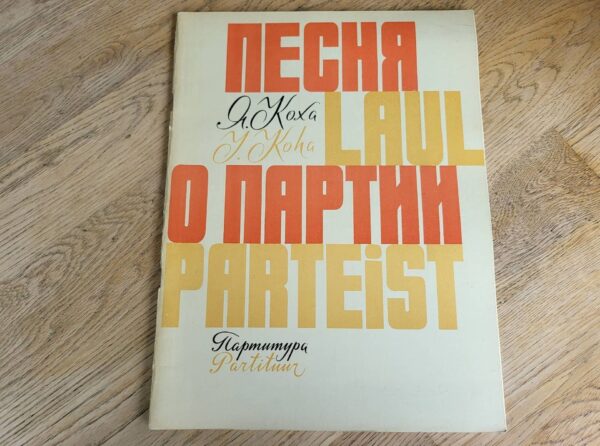 ПЕСНЯ
Я. Коха
J. Koha
LAUL
О ПАРТИИ
PARTEiST
Партитура
Partituur